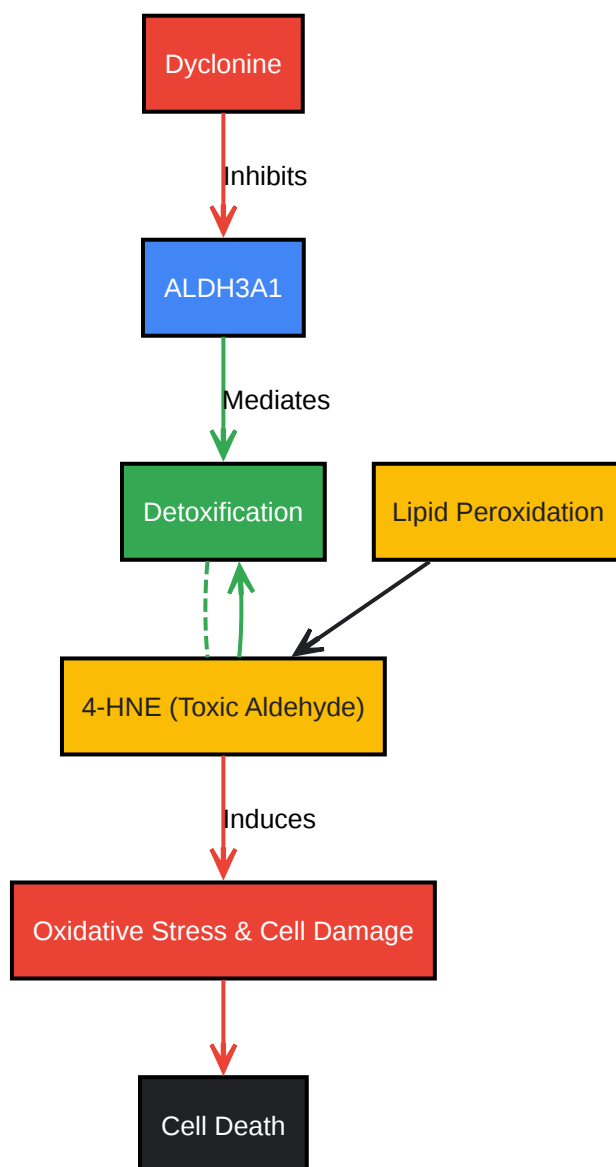 Dyclonine
Inhibits
ALDH3A1
Mediates
Detoxification
Lipid Peroxidation
4-HNE (Toxic Aldehyde)
Induces
Oxidative Stress & Cell Damage
Cell Death